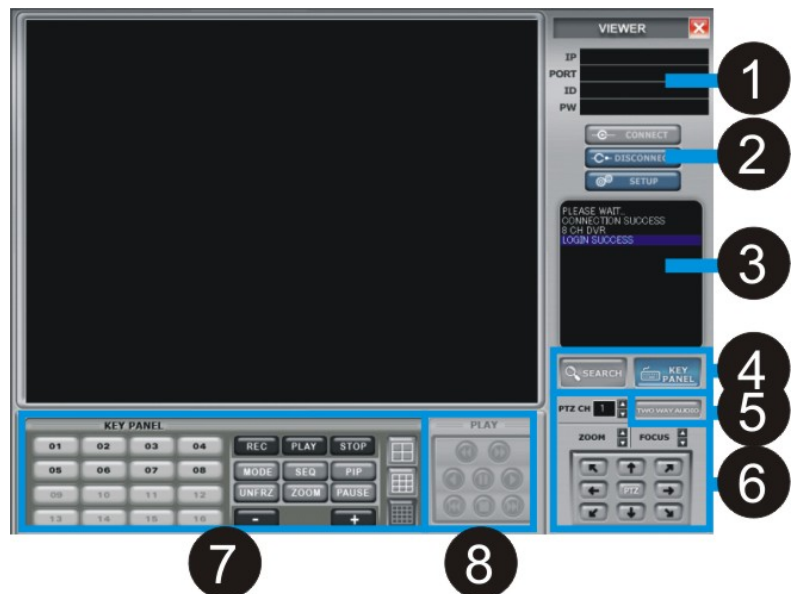 VIEWER
IP
PORT
ID
PW
1
CONNECT
DISCONNECT
2
SETUP
PLEASE WAIT..
CONNECTION SUCCESS
8 CH DVR
LOGIN SUCCESS
3
SEARCH
KEY
PANEL
4
PTZ CH 1
TWO WAY AUDIO
5
ZOOM
FOCUS
PTZ
6
KEY PANEL
01 02 03 04
05 06 07 08
09 10 11 12
13 14 15 16
REC PLAY STOP
MODE SEQ PIP
UNFRZ ZOOM PAUSE
- +
PLAY
7
8